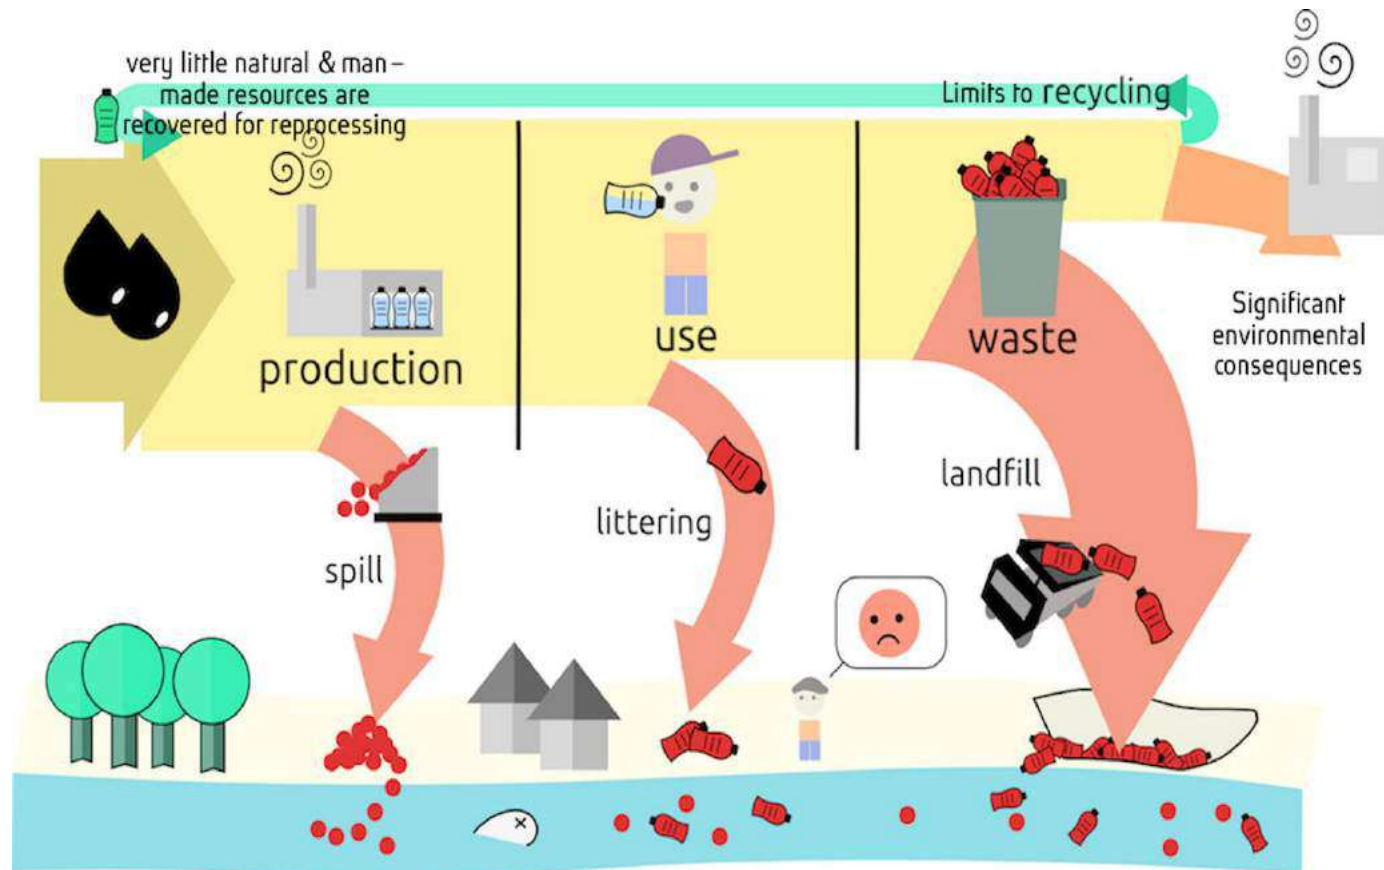 very little natural & man –
made resources are
recovered for reprocessing
Limits to recycling
production
use
waste
Significant
environmental
consequences
landfill
littering
spill